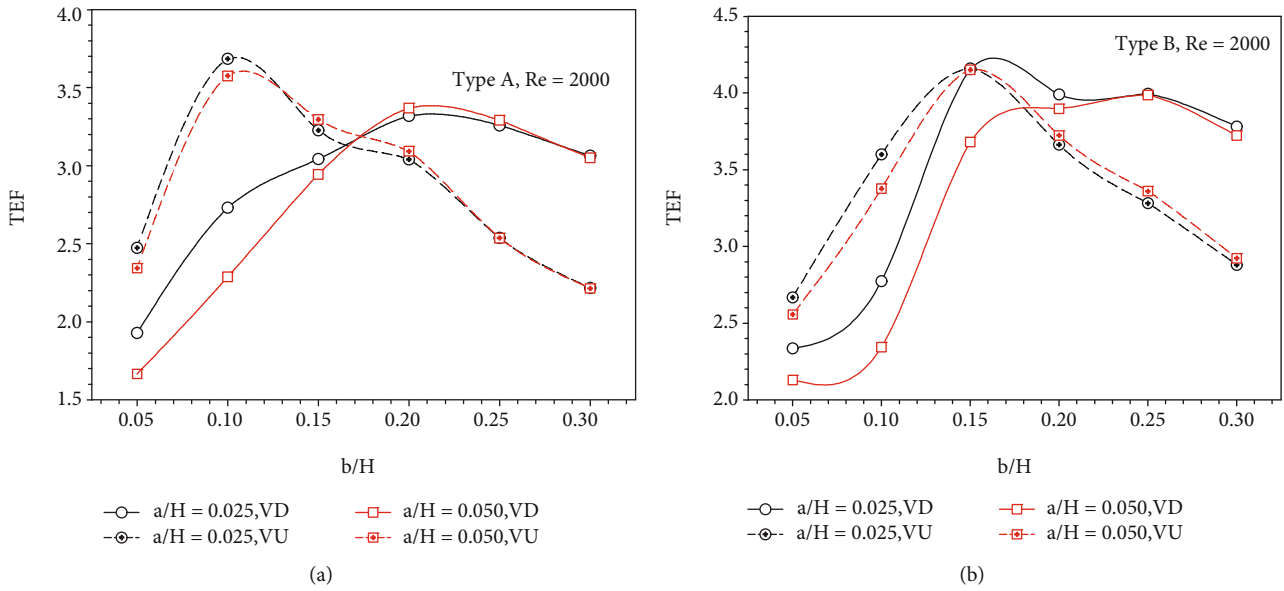 4.0
3.5
3.0
2.5
2.0
1.5
TEF
Type A, Re = 2000
0.05 0.10 0.15 0.20 0.25 0.30
b/H
a/H = 0.025,VD a/H = 0.050,VD
a/H = 0.025,VU a/H = 0.050,VU
(a)
4.5
4.0
3.5
3.0
2.5
2.0
TEF
Type B, Re = 2000
0.05 0.10 0.15 0.20 0.25 0.30
b/H
a/H = 0.025,VD a/H = 0.050,VD
a/H = 0.025,VU a/H = 0.050,VU
(b)